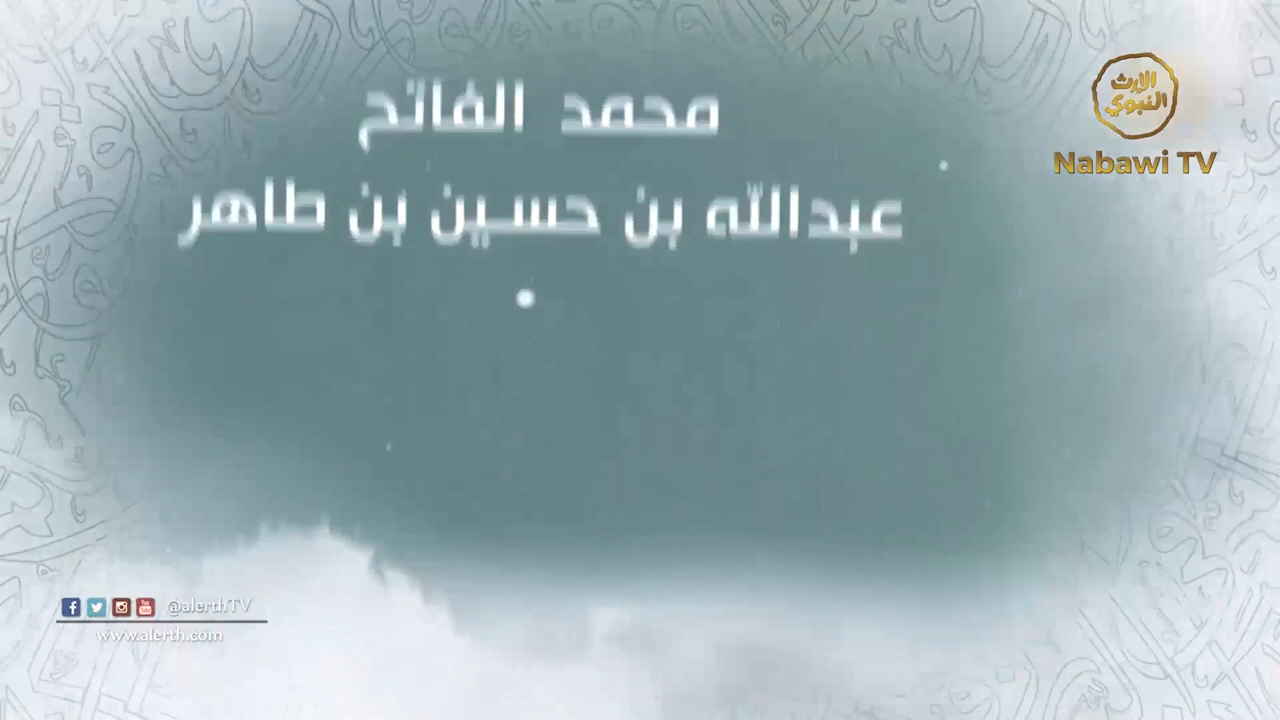 محمد الفاتح
عبدالله بن حسين بن طاهر
الإرث
النبوي
Nabawi TV
@alerthTV
www.alerth.com